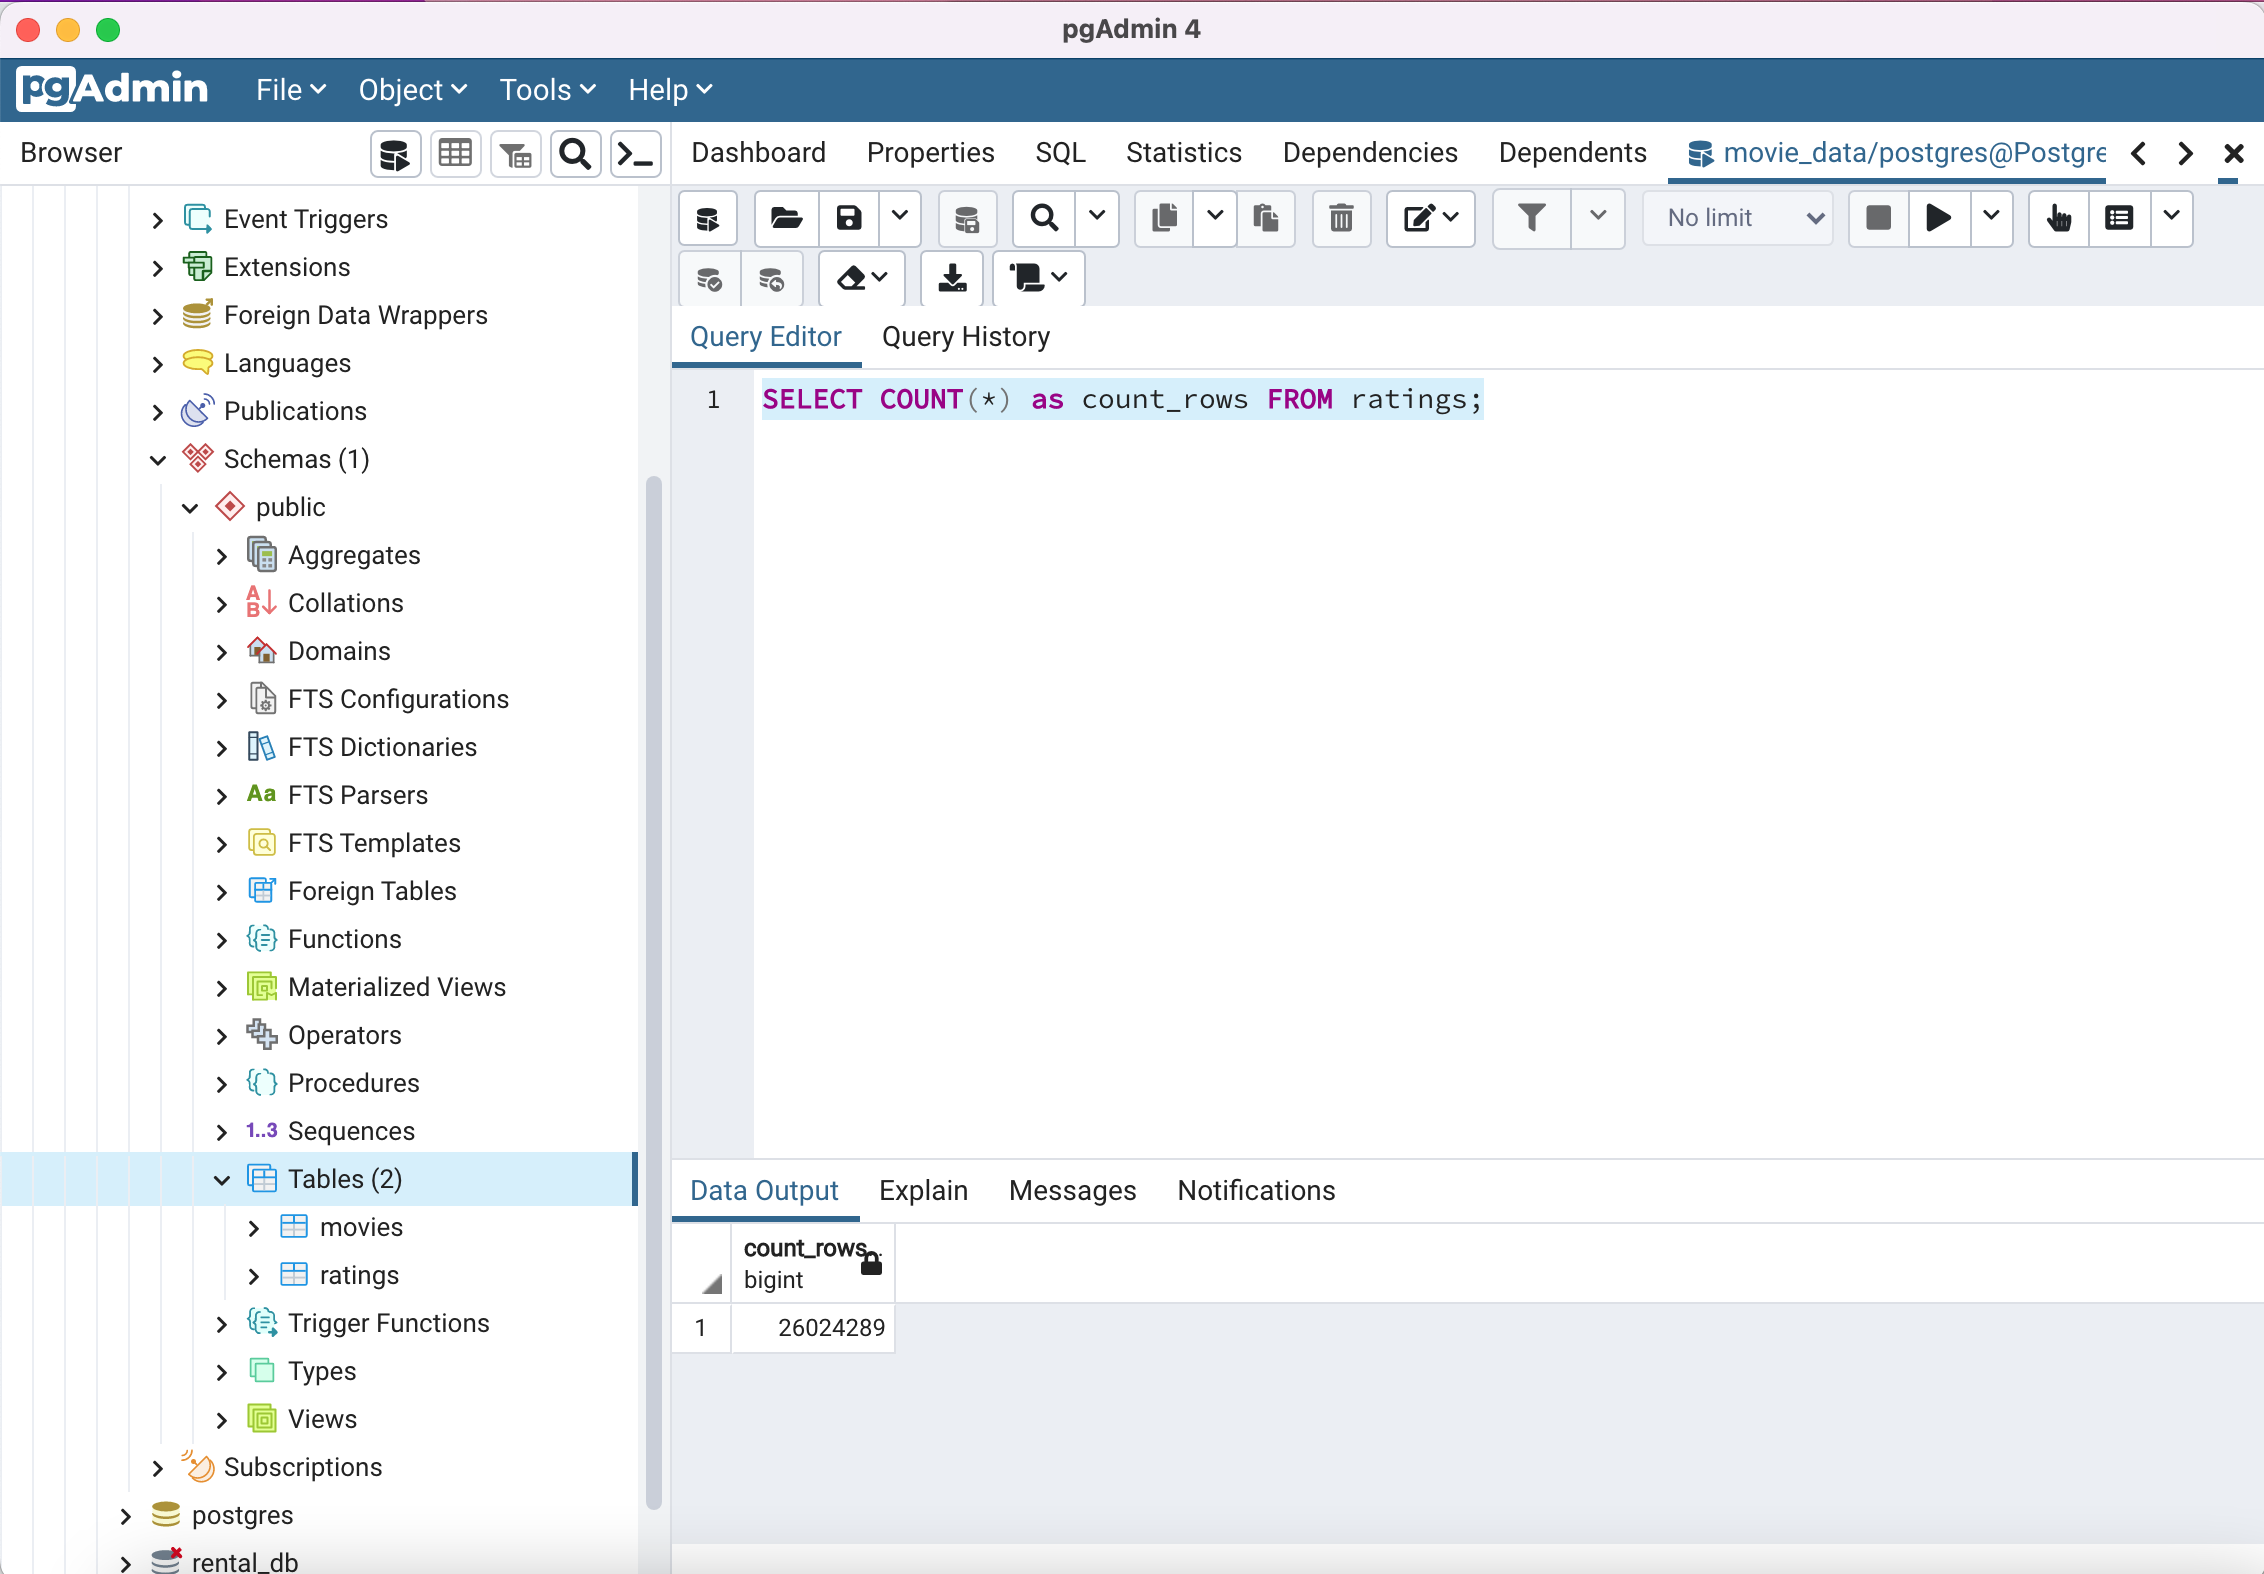 pgAdmin 4
pgAdmin File Object Tools Help
Browser
Event Triggers
Extensions
Foreign Data Wrappers
Languages
Publications
Schemas (1)
public
Aggregates
Collations
Domains
FTS Configurations
FTS Dictionaries
Aa FTS Parsers
FTS Templates
Foreign Tables
Functions
Materialized Views
Operators
Procedures
1..3 Sequences
Tables (2)
movies
ratings
Trigger Functions
Types
Views
Subscriptions
postgres
rental_db
Dashboard Properties SQL Statistics Dependencies Dependents movie_data/postgres@Postgre
No limit
Query Editor Query History
1 SELECT COUNT(*) as count_rows FROM ratings;
Data Output Explain Messages Notifications
count_rows
bigint
1 26024289